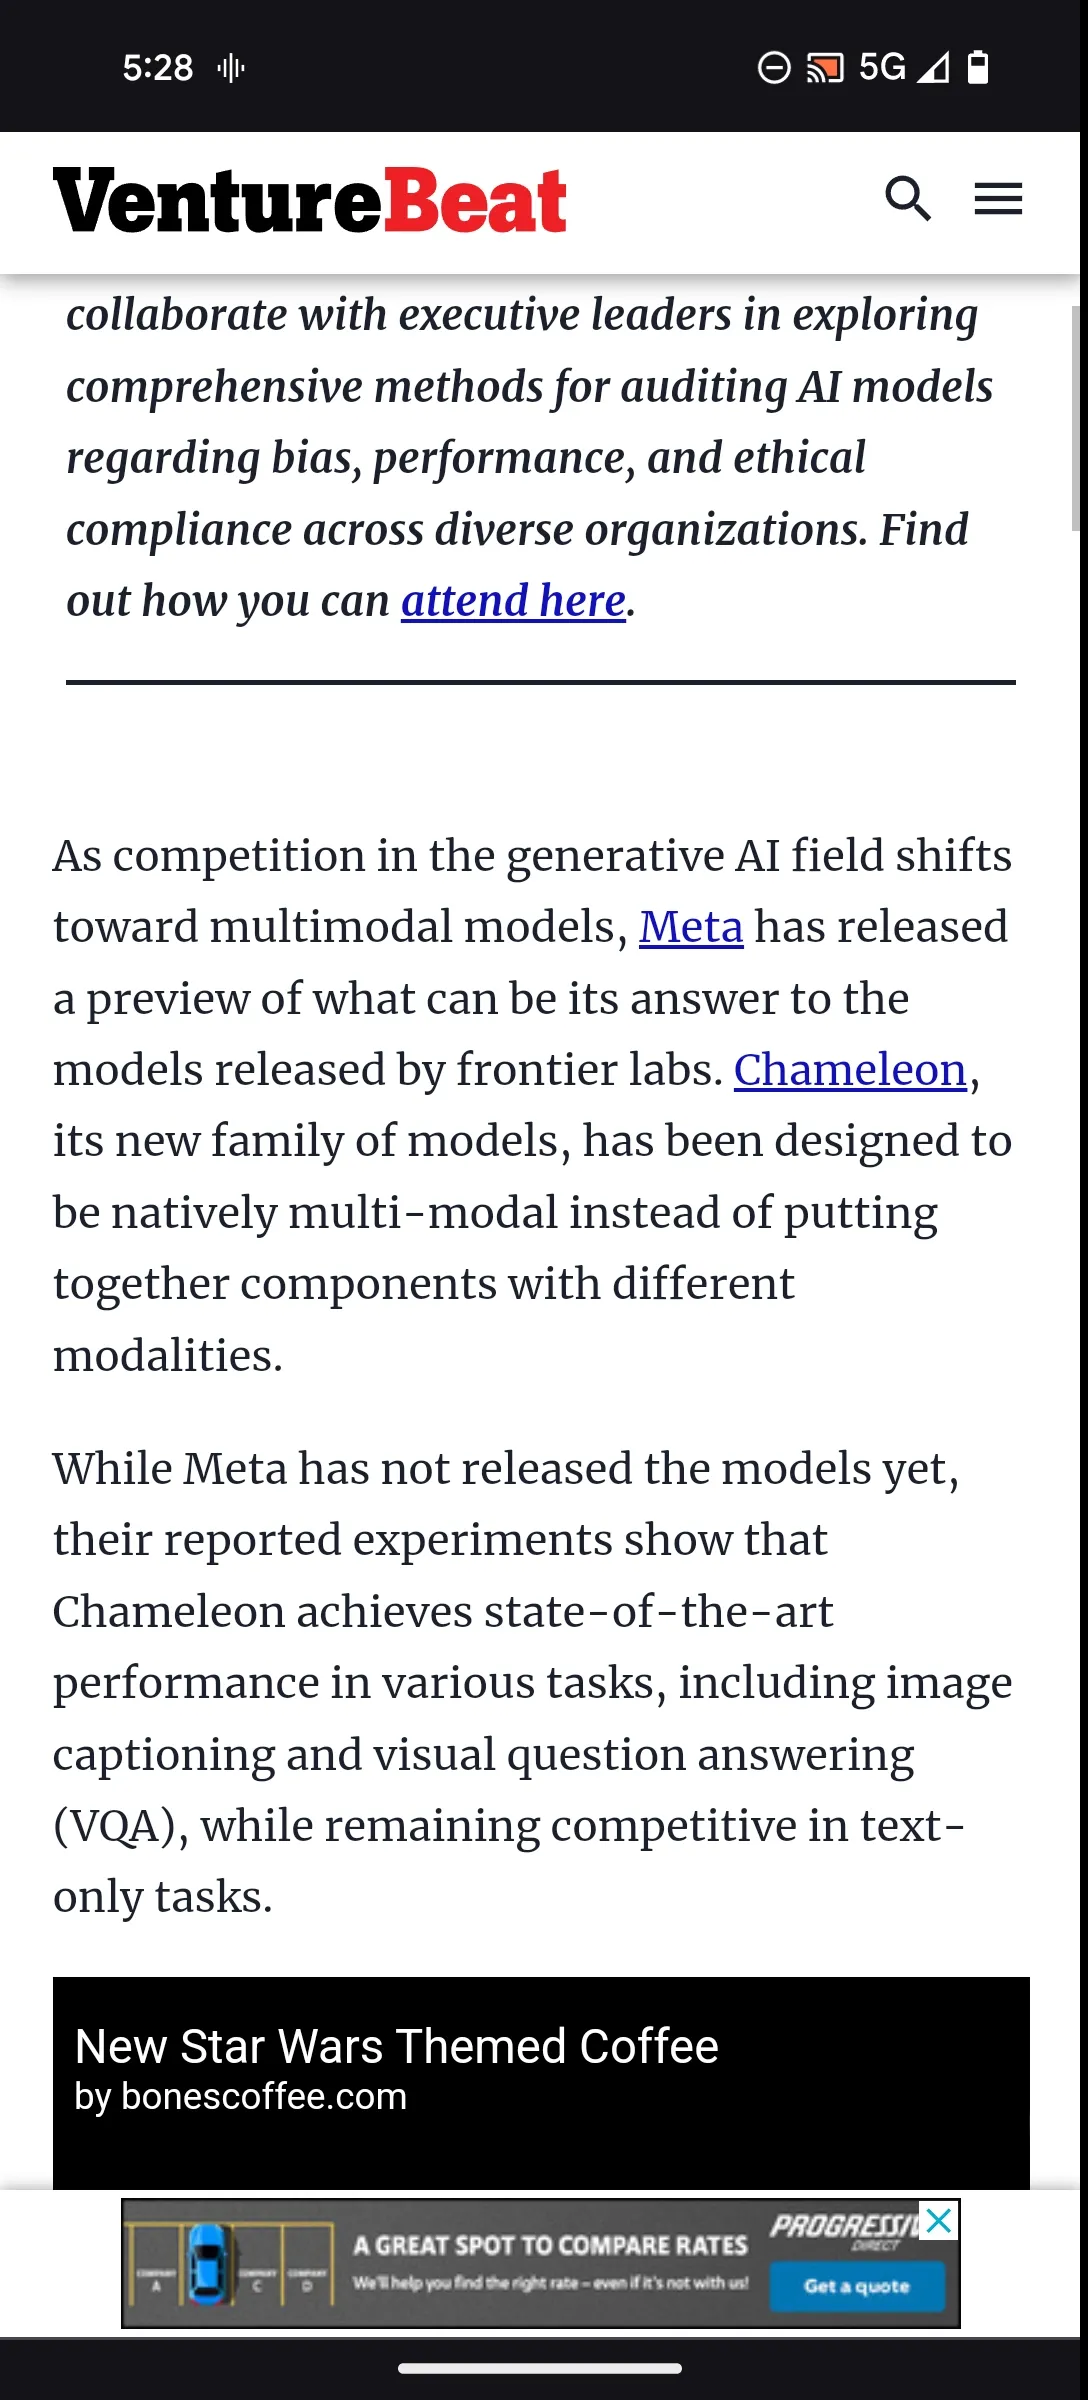 5:28
5G
VentureBeat
collaborate with executive leaders in exploring
comprehensive methods for auditing AI models
regarding bias, performance, and ethical
compliance across diverse organizations. Find
out how you can attend here.
As competition in the generative AI field shifts
toward multimodal models, Meta has released
a preview of what can be its answer to the
models released by frontier labs. Chameleon,
its new family of models, has been designed to
be natively multi-modal instead of putting
together components with different
modalities.
While Meta has not released the models yet,
their reported experiments show that
Chameleon achieves state-of-the-art
performance in various tasks, including image
captioning and visual question answering
(VQA), while remaining competitive in text-
only tasks.
New Star Wars Themed Coffee
by bonescoffee.com
COMPANY A
COMPANY C
COMPANY D
A GREAT SPOT TO COMPARE RATES
We'll help you find the right rate – even if it's not with us!
PROGRESSIV
DIRECT
Get a quote